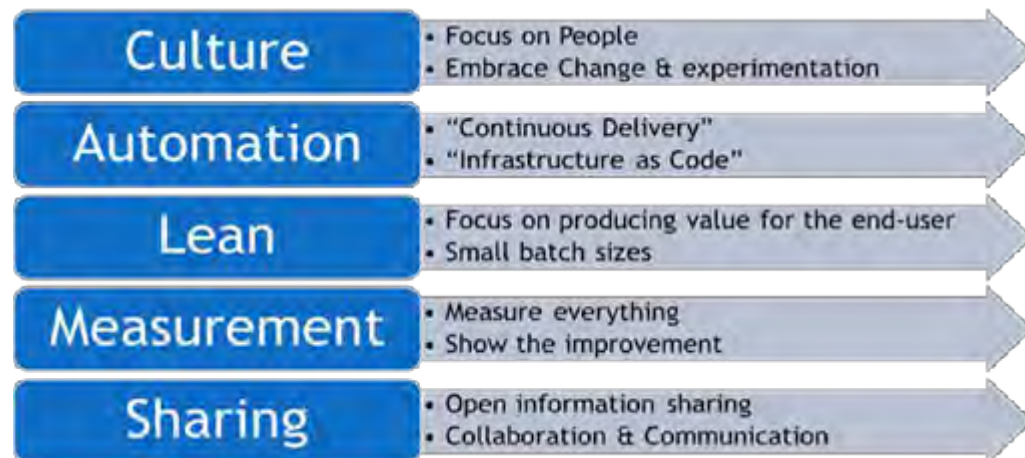 Culture
• Focus on People
• Embrace Change & experimentation
Automation
• “Continuous Delivery”
• “Infrastructure as Code”
Lean
• Focus on producing value for the end-user
• Small batch sizes
Measurement
• Measure everything
• Show the improvement
Sharing
• Open information sharing
• Collaboration & Communication